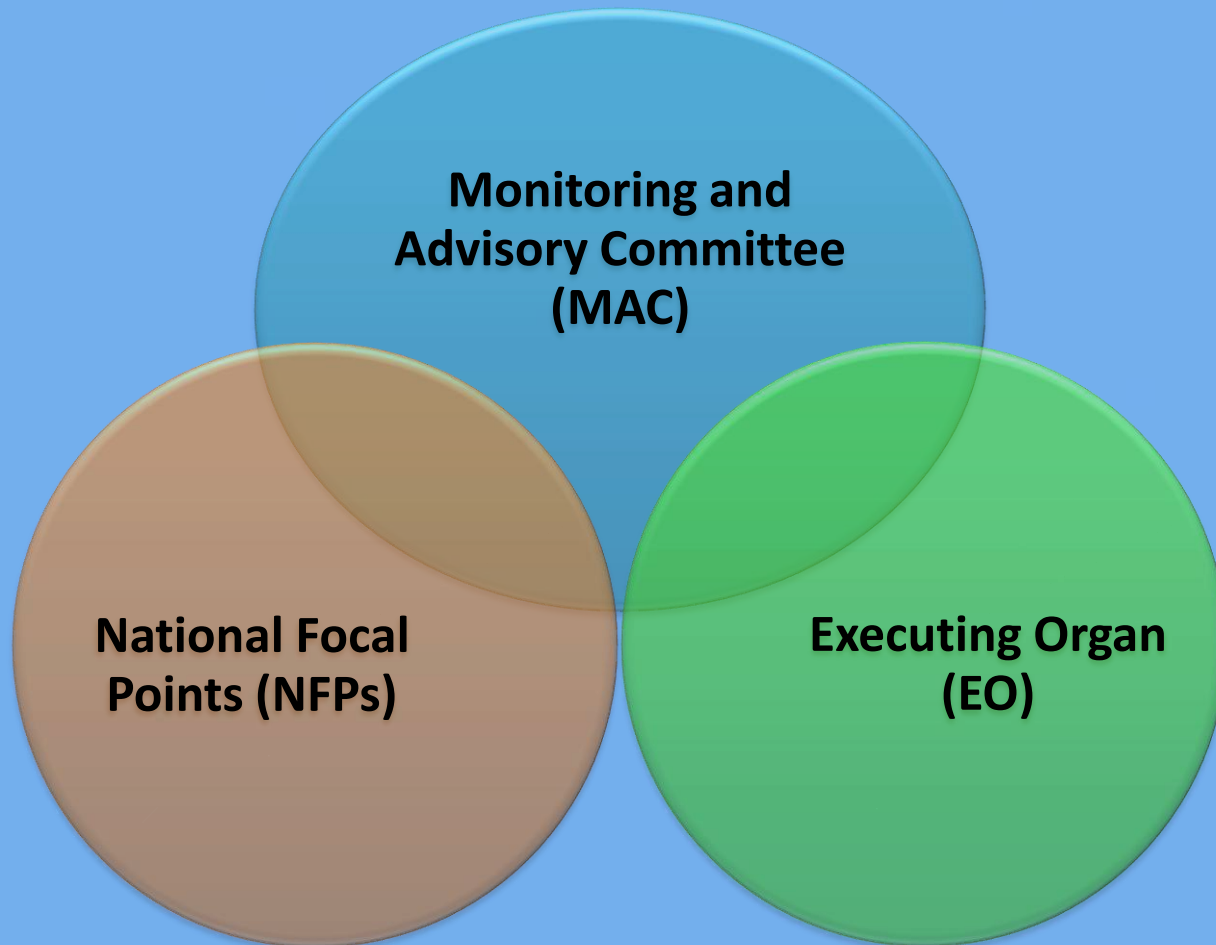 Monitoring and
Advisory Committee
(MAC)
National Focal
Points (NFPs)
Executing Organ
(EO)